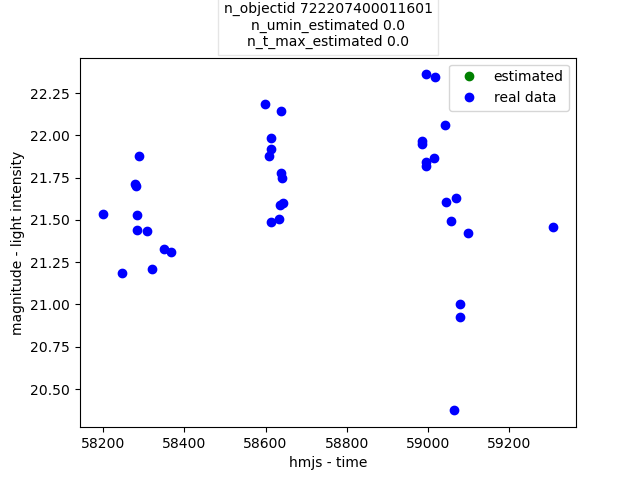 n_objectid 722207400011601
n_umin_estimated 0.0
n_t_max_estimated 0.0
estimated
real data
magnitude - light intensity
22.25
22.00
21.75
21.50
21.25
21.00
20.75
20.50
58200 58400 58600 58800 59000 59200
hmjs - time